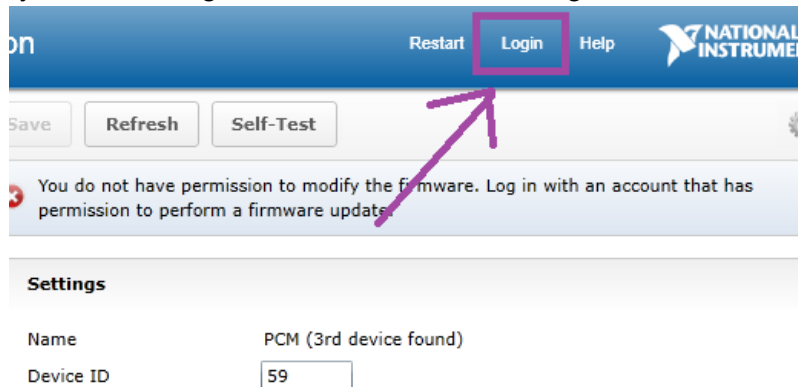 on
Restart Login Help NATIONAL
INSTRUME
Save Refresh Self-Test
You do not have permission to modify the firmware. Log in with an account that has
permission to perform a firmware update.
Settings
Name PCM (3rd device found)
Device ID 59